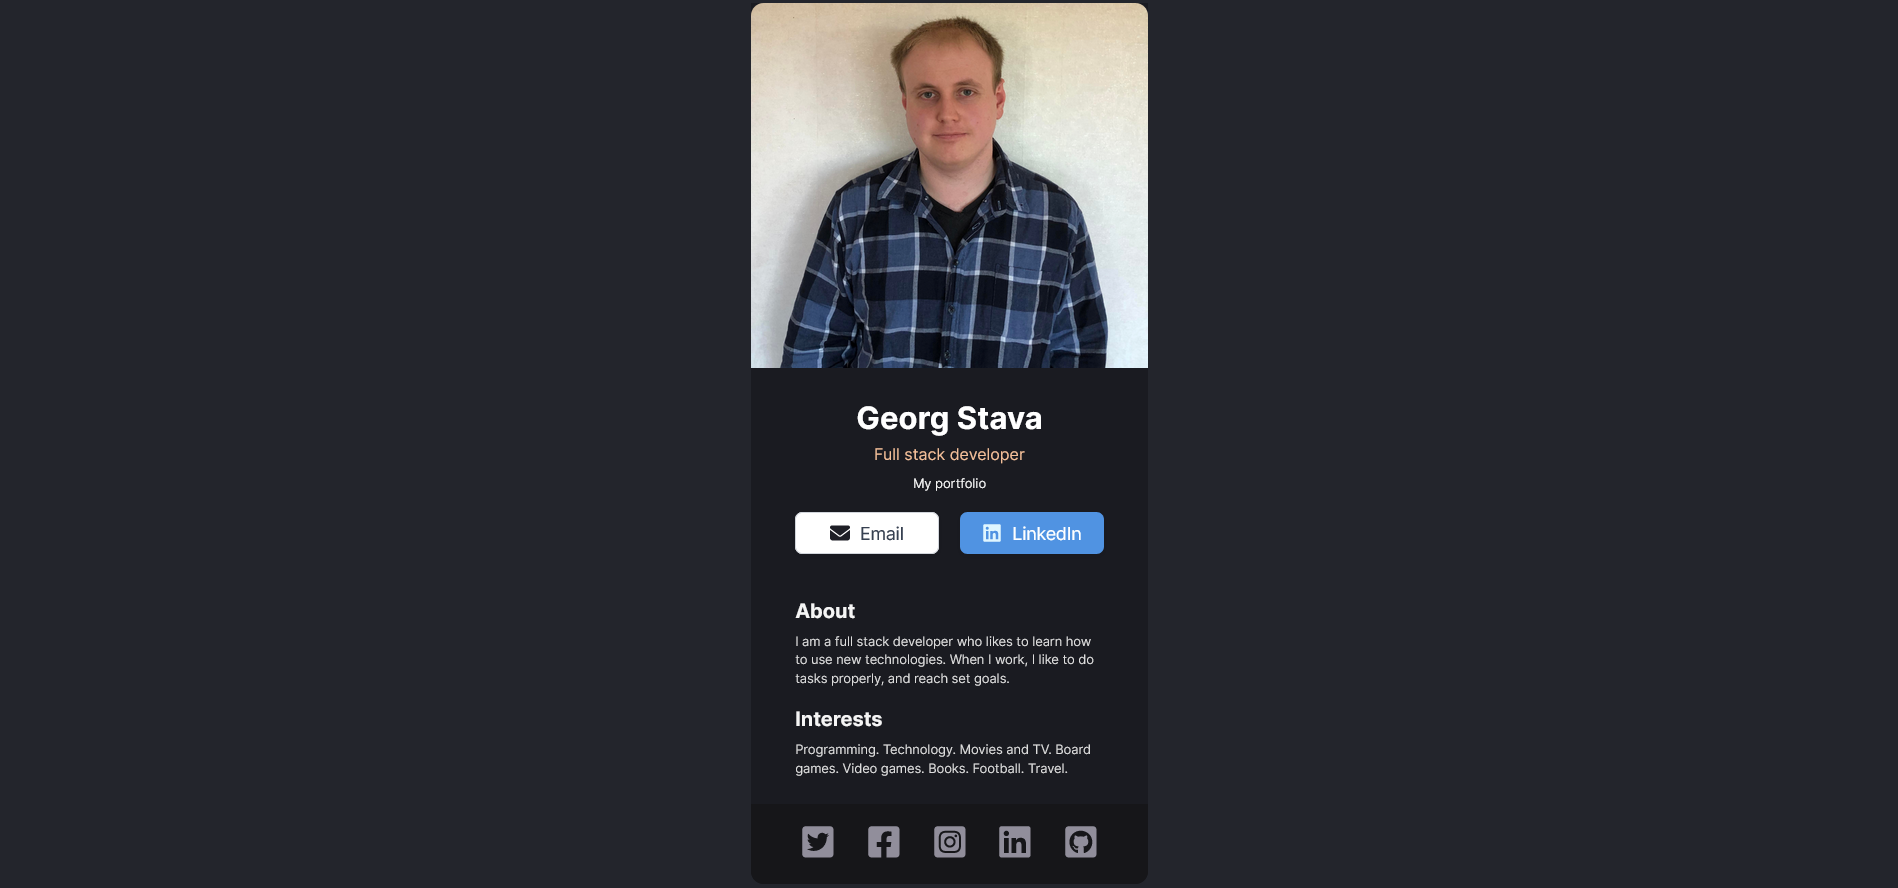 Georg Stava
Full stack developer
My portfolio
Email
LinkedIn
About
I am a full stack developer who likes to learn how
to use new technologies. When I work, I like to do
tasks properly, and reach set goals.
Interests
Programming. Technology. Movies and TV. Board
games. Video games. Books. Football. Travel.